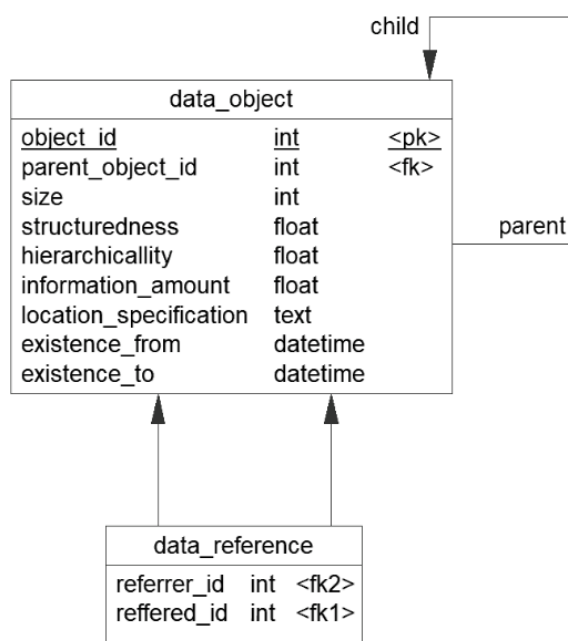 child
data_object
object_id int <pk>
parent_object_id int <fk>
size int
structuredness float
hierarchicallity float
parent
information_amount float
location_specification text
existence_from datetime
existence_to datetime
data_reference
referrer_id int <fk2>
reffered_id int <fk1>